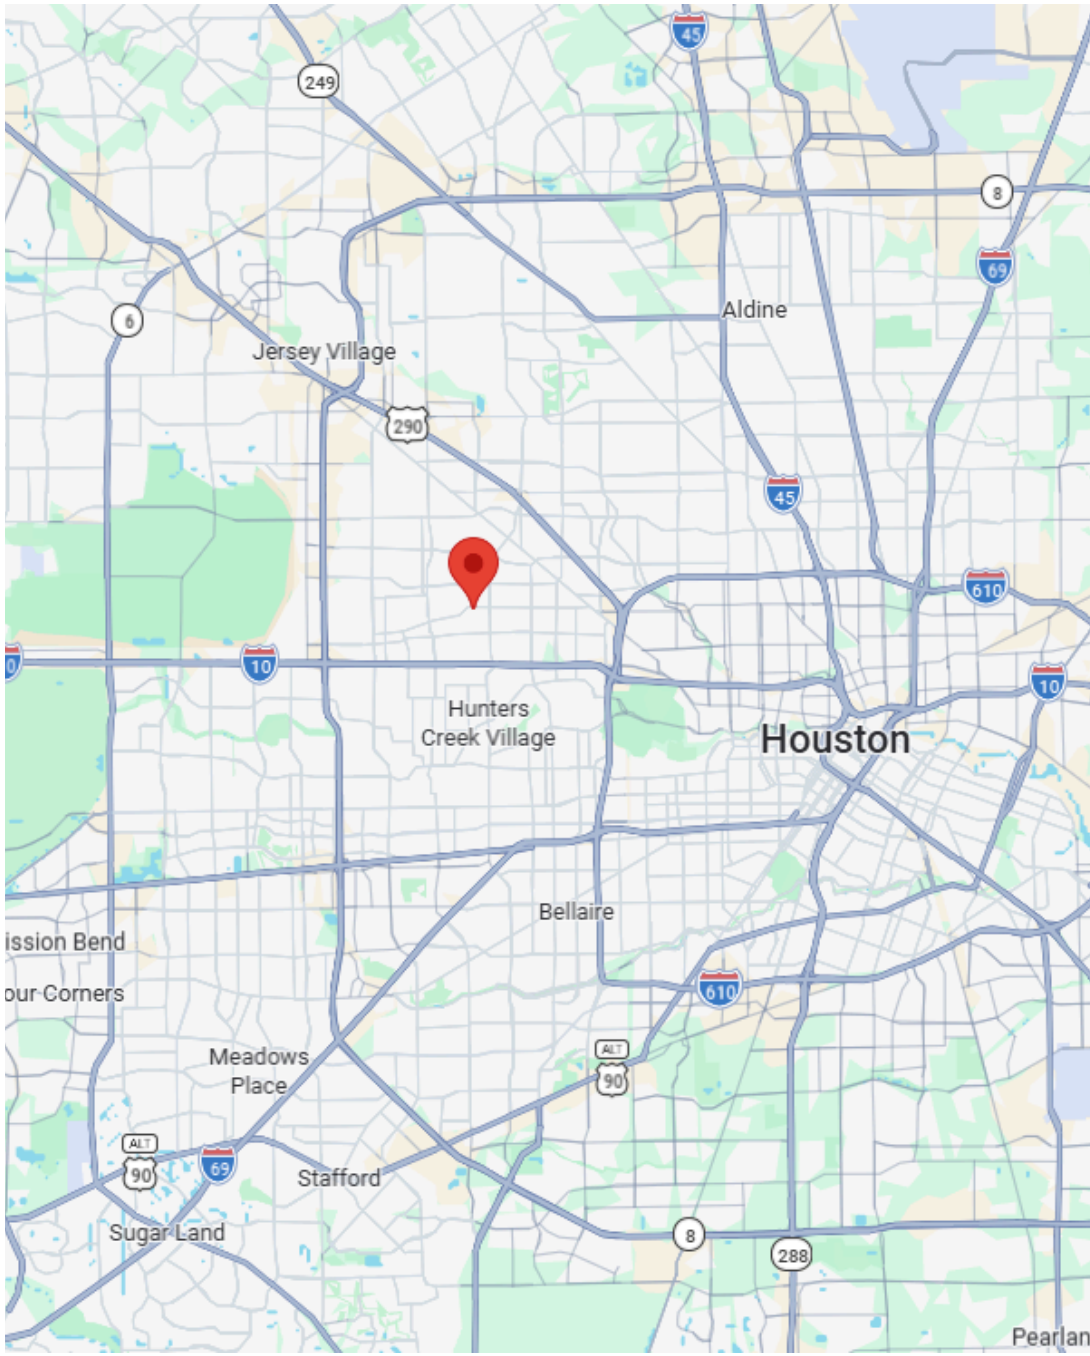 45
249
8
69
6
Aldine
Jersey Village
290
45
610
0
10
10
Hunters
Creek Village
Houston
Bellaire
ission Bend
our Corners
610
ALT
90
Meadows
Place
ALT
90
69
Stafford
Sugar Land
8
288
Pearlan